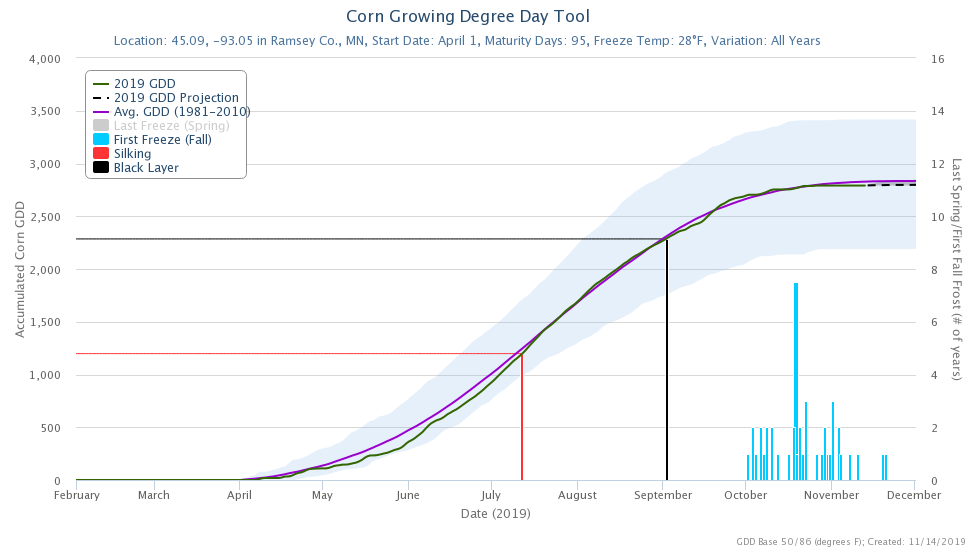 Corn Growing Degree Day Tool
Location: 45.09, -93.05 in Ramsey Co., MN, Start Date: April 1, Maturity Days: 95, Freeze Temp: 28°F, Variation: All Years
4,000
3,500
3,000
2,500
2,000
1,500
1,000
500
0
Accumulated Corn GDD
2019 GDD
2019 GDD Projection
Avg. GDD (1981-2010)
Last Freeze (Spring)
First Freeze (Fall)
Silking
Black Layer
16
14
12
10
8
6
4
2
0
Last Spring/First Fall Frost (# of years)
February March April May June July August September October November December
Date (2019)
GDD Base 50/86 (degrees F); Created: 11/14/2019